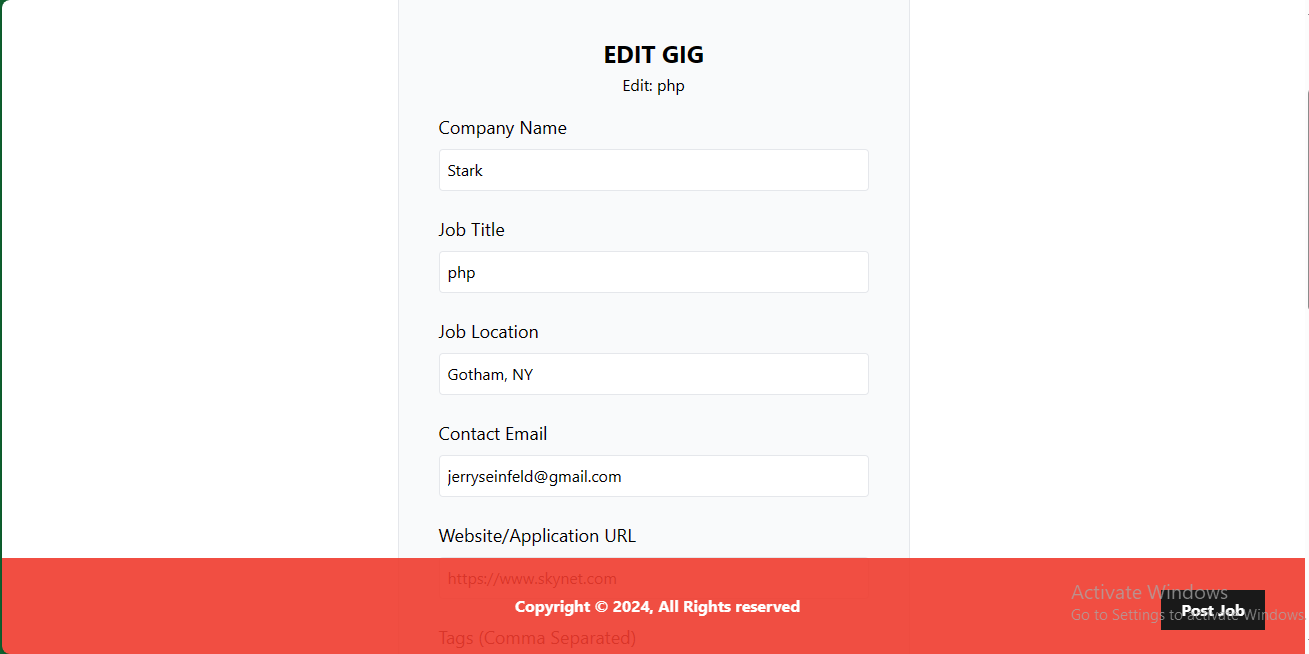 EDIT GIG
Edit: php
Company Name
Stark
Job Title
php
Job Location
Gotham, NY
Contact Email
jerryseinfeld@gmail.com
Website/Application URL
https://www.skynet.com
Copyright © 2024, All Rights reserved
Activate Windows
Post Job
Go to Settings to activate Windows.
Tags (Comma Separated)